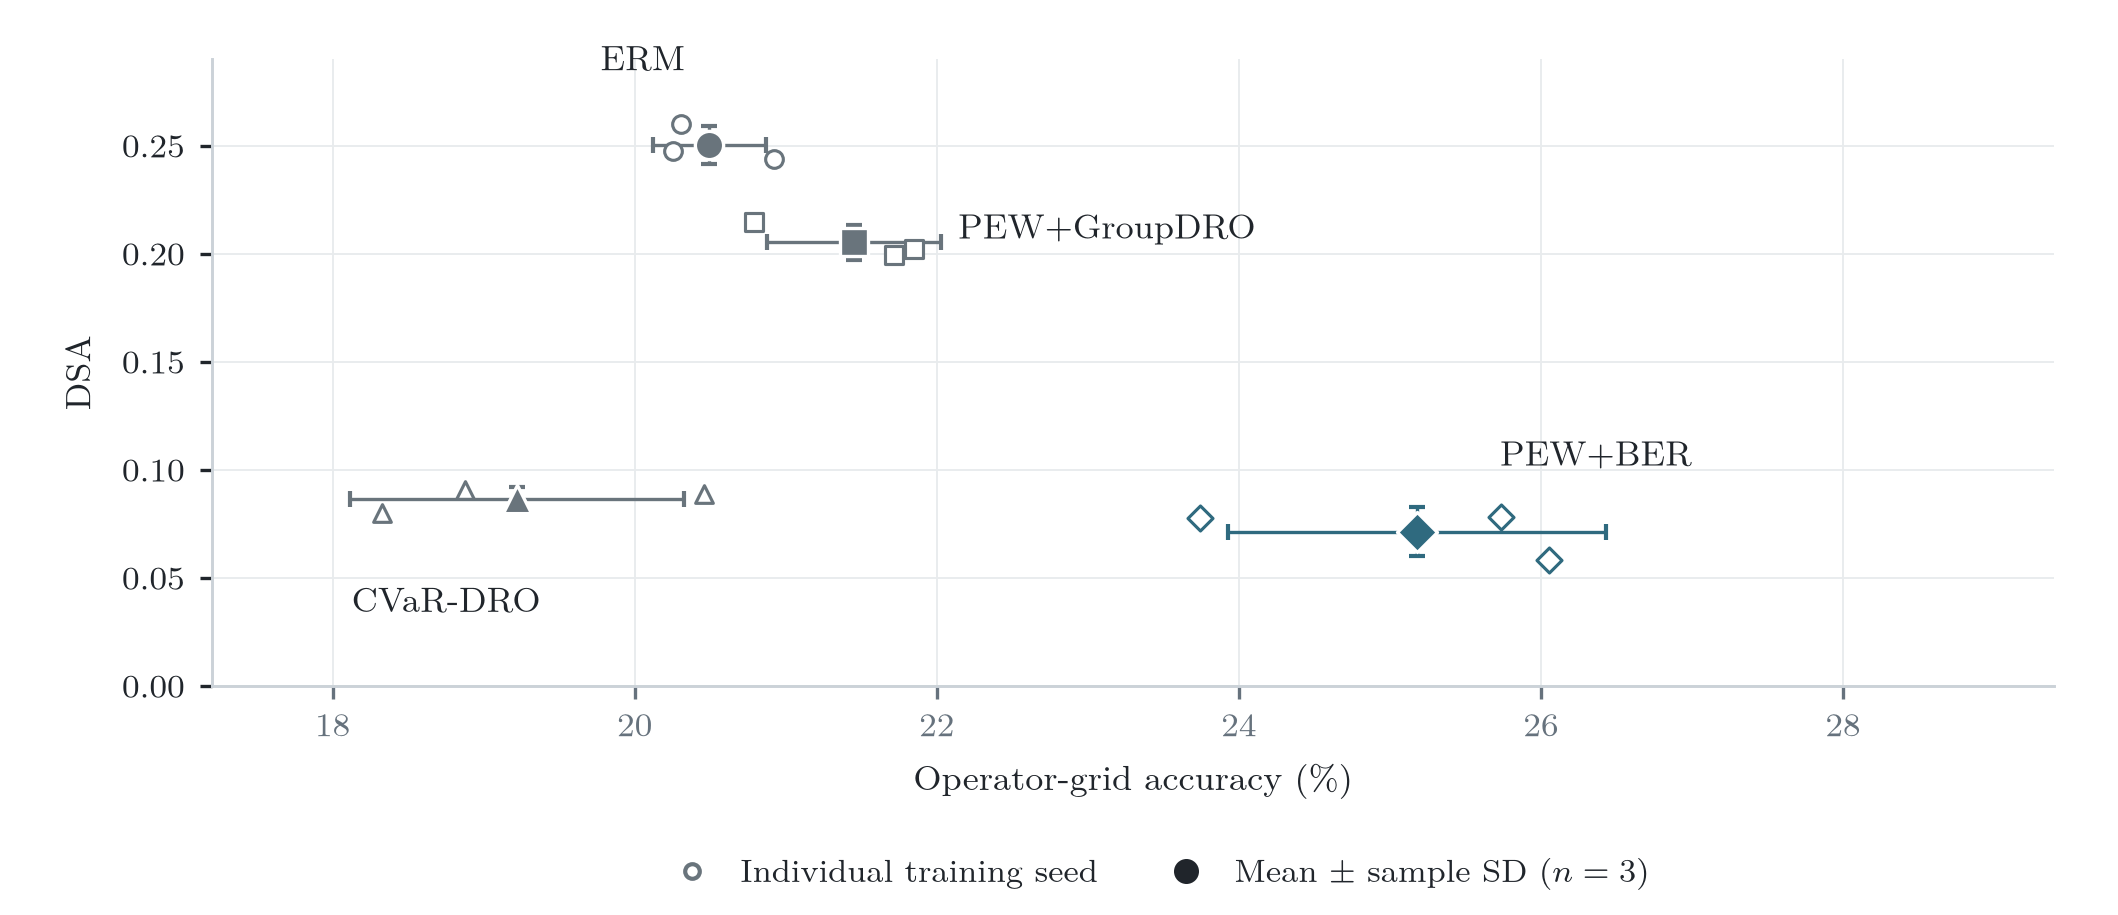 ERM
0.25
PEW+GroupDRO
0.20
0.15
DSA
PEW+BER
0.10
0.05
CVaR-DRO
0.00
18 20 22 24 26 28
Operator-grid accuracy (%)
Individual training seed
Mean ± sample SD (n = 3)